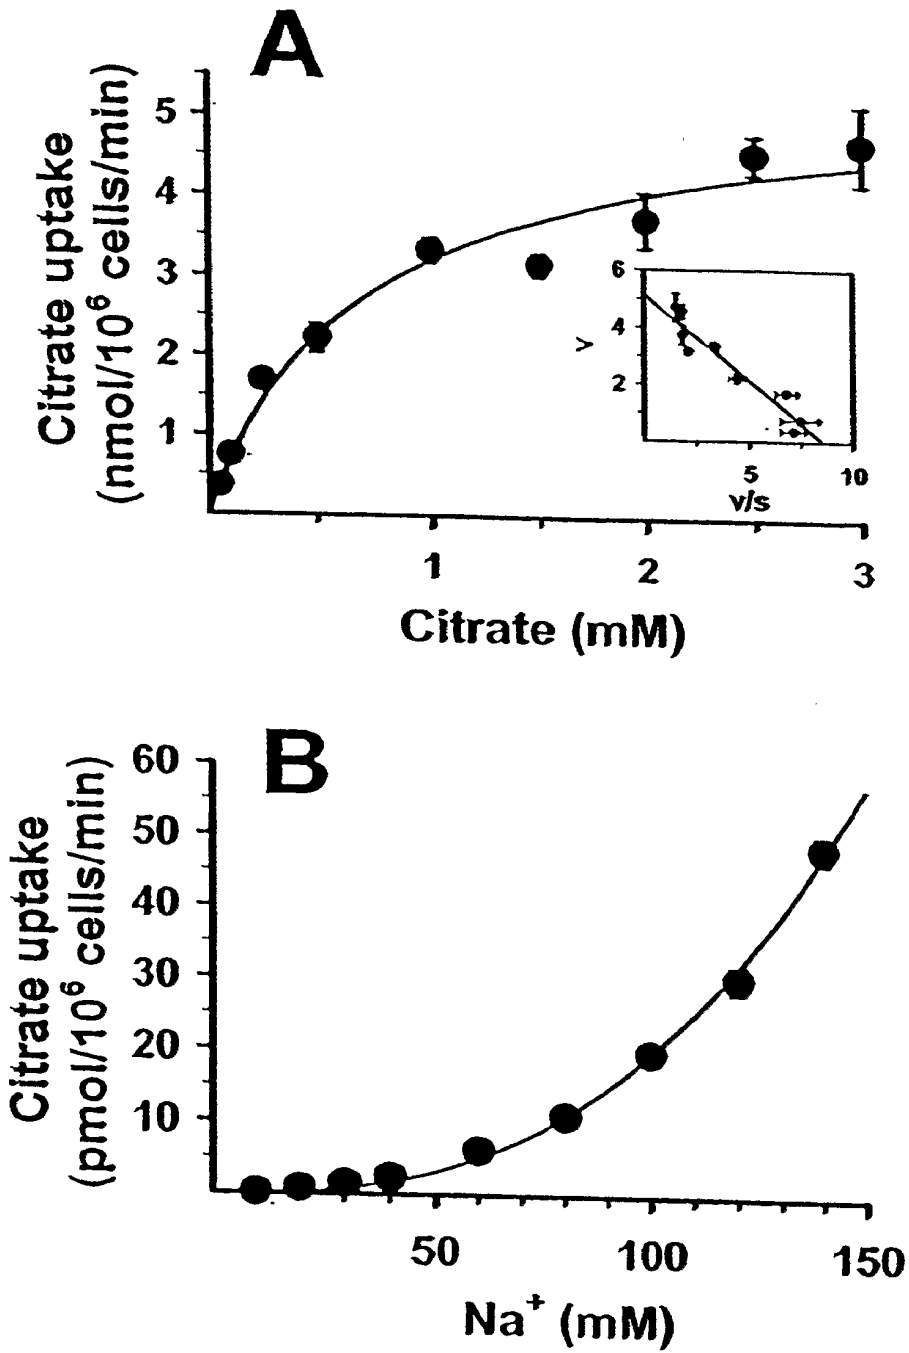 A
Citrate uptake
(nmol/10⁶ cells/min)
5
4
3
2
1
6
4
2
v
5
10
v/s
1
2
3
Citrate (mM)
B
Citrate uptake
(pmol/10⁶ cells/min)
60
50
40
30
20
10
50
100
150
Na⁺ (mM)